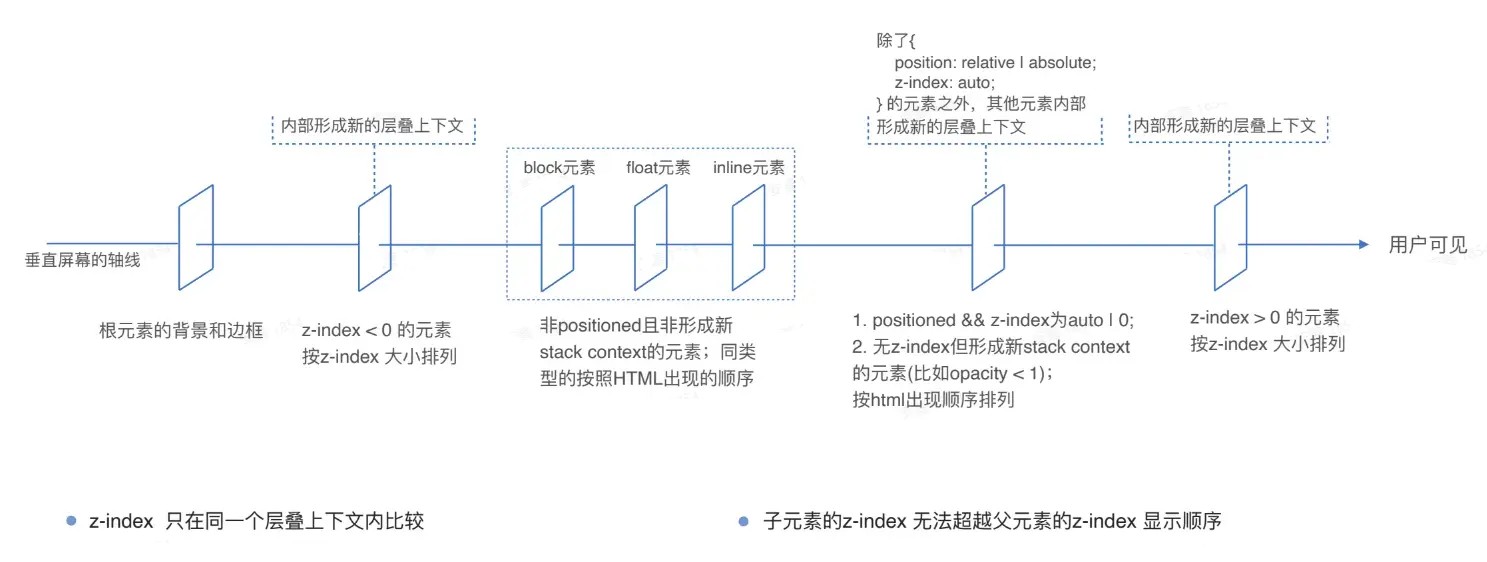 除了{
position: relative | absolute;
z-index: auto;
} 的元素之外，其他元素内部
形成新的层叠上下文
内部形成新的层叠上下文
内部形成新的层叠上下文
block元素
float元素
inline元素
垂直屏幕的轴线
用户可见
根元素的背景和边框
z-index < 0 的元素
按z-index 大小排列
非positioned且非形成新
stack context的元素；同类
型的按照HTML出现的顺序
1. positioned && z-index为auto | 0;
2. 无z-index但形成新stack context
的元素(比如opacity < 1)；
按html出现顺序排列
z-index > 0 的元素
按z-index 大小排列
z-index 只在同一个层叠上下文内比较
子元素的z-index 无法超越父元素的z-index 显示顺序